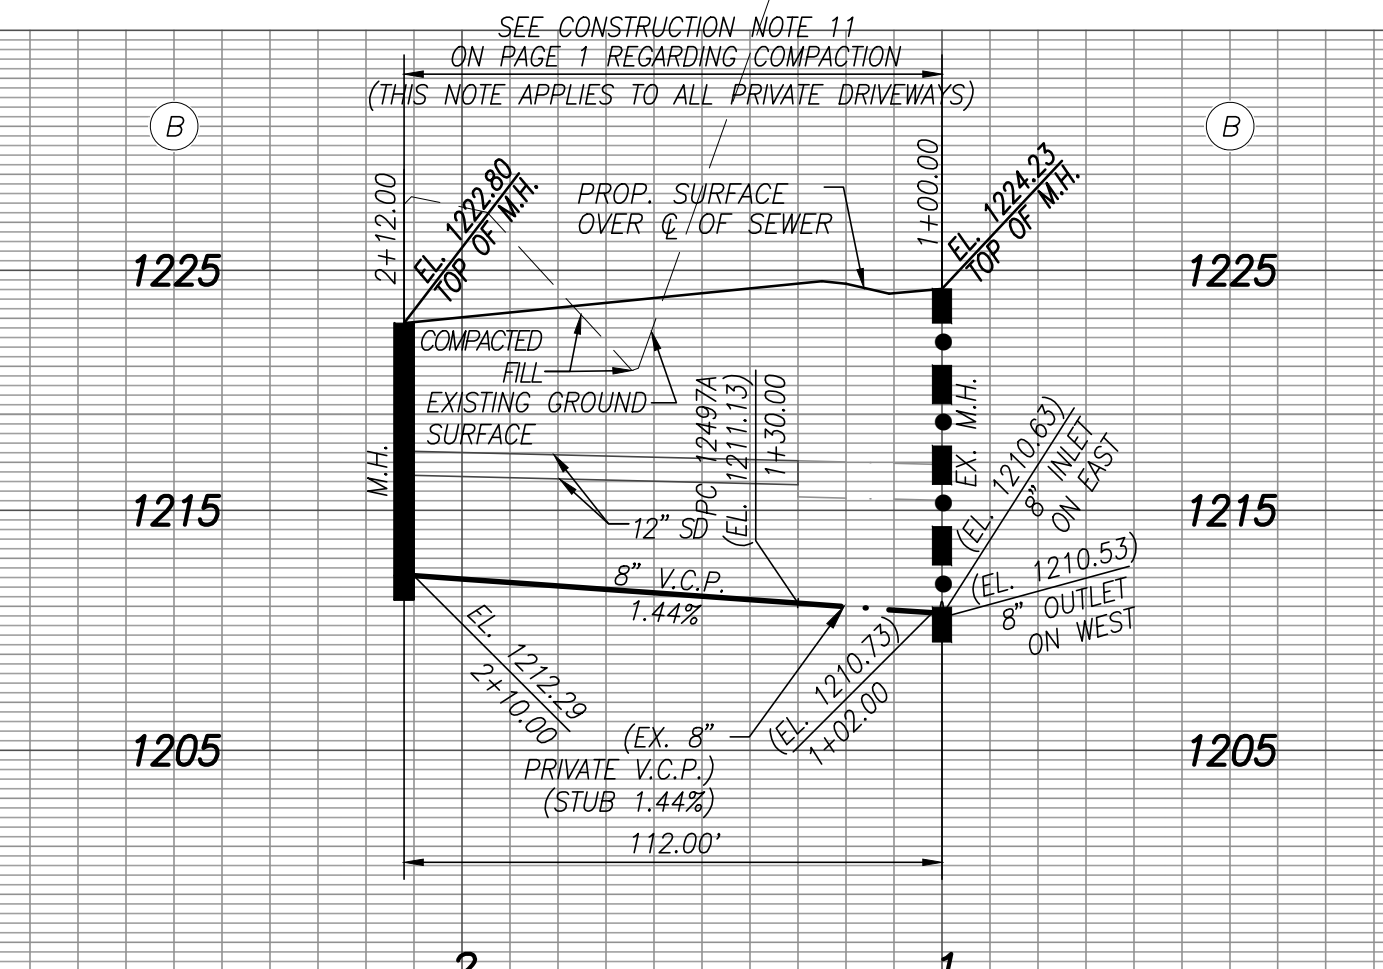 SEE CONSTRUCTION NOTE 11
ON PAGE 1 REGARDING COMPACTION
(THIS NOTE APPLIES TO ALL PRIVATE DRIVEWAYS)
B
B
2+12.00
EL. 1222.80
TOP OF M.H.
PROP. SURFACE
OVER ℄ OF SEWER
1+00.00
EL. 1224.23
TOP OF M.H.
1225
1225
COMPACTED
FILL
EXISTING GROUND
SURFACE
M.H.
PC 12497A
(EL. 1211.13)
1+30.00
EX. M.H.
(EL. 1210.63)
8" INLET
ON EAST
1215
1215
12" SD
8" V.C.P.
1.44%
(EL. 1210.53)
8" OUTLET
ON WEST
EL. 1212.29
2+10.00
(EL. 1210.73)
1+02.00
(EX. 8"
PRIVATE V.C.P.)
(STUB 1.44%)
1205
1205
112.00'
2
1